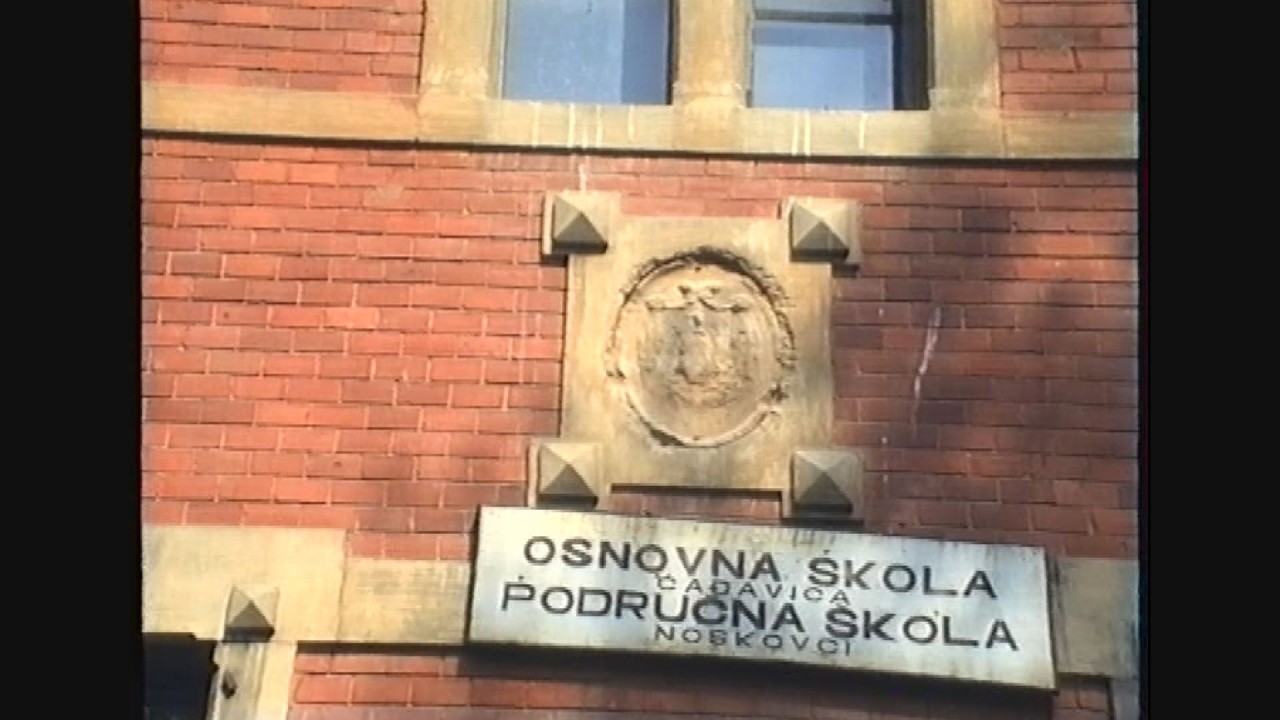 OSNOVNA ŠKOLA
ČAĐAVICA
PODRUČNA ŠKOLA
NOSKOVCI